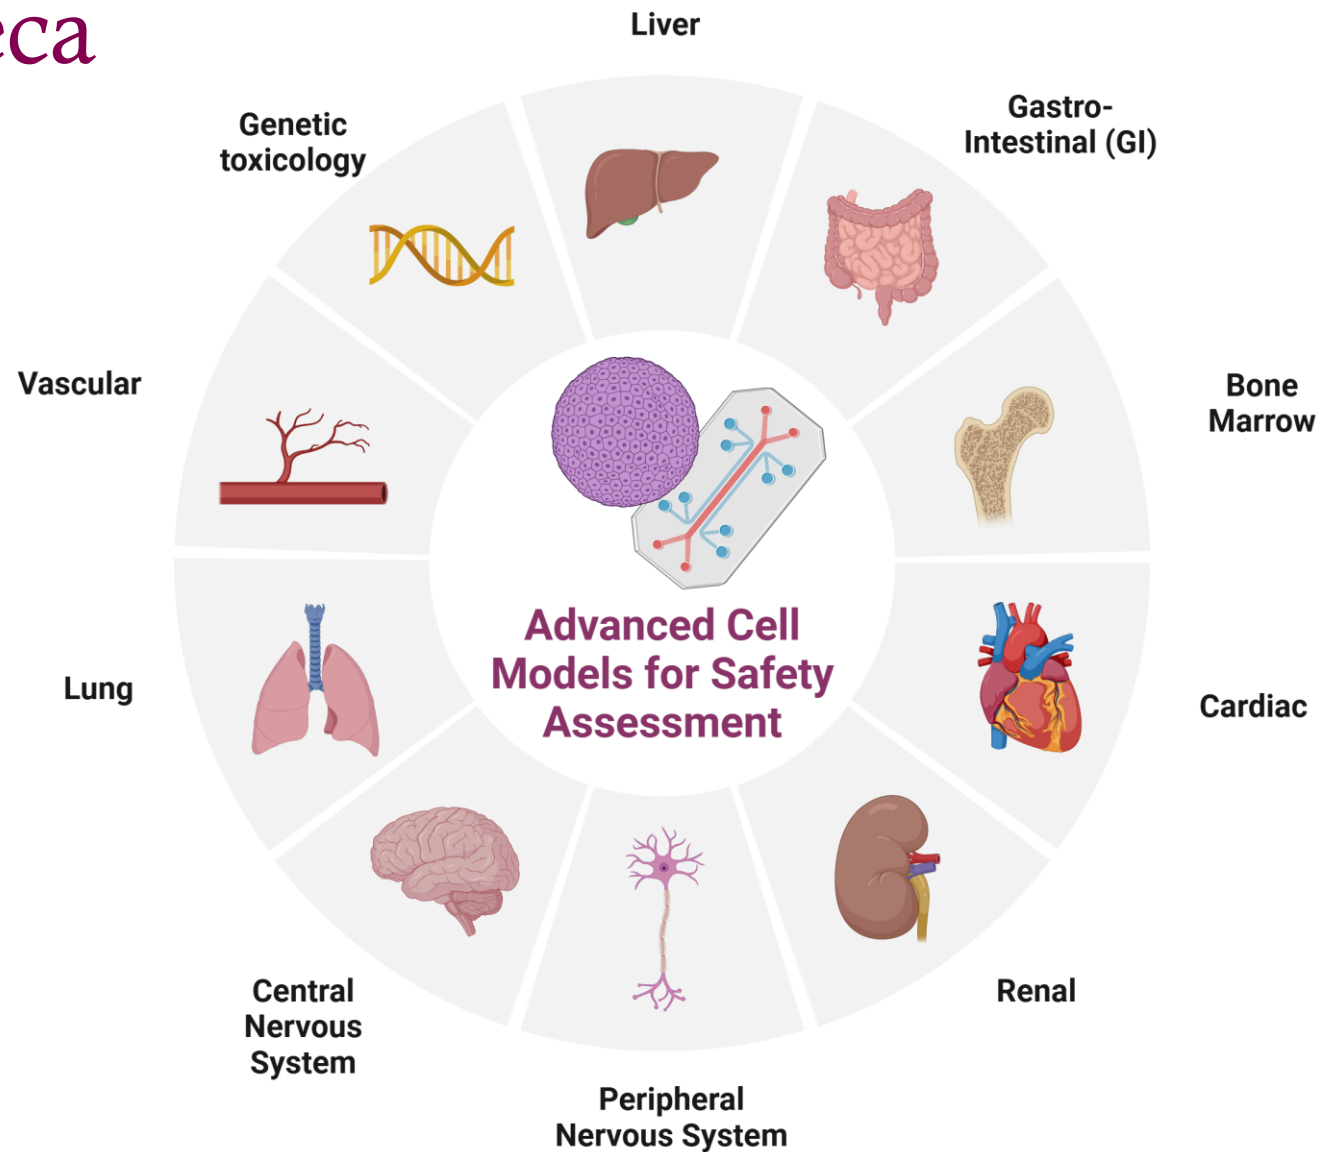 eca
Liver
Gastro-
Intestinal (GI)
Genetic
toxicology
Vascular
Bone
Marrow
Advanced Cell
Models for Safety
Assessment
Lung
Cardiac
Central
Nervous
System
Renal
Peripheral
Nervous System